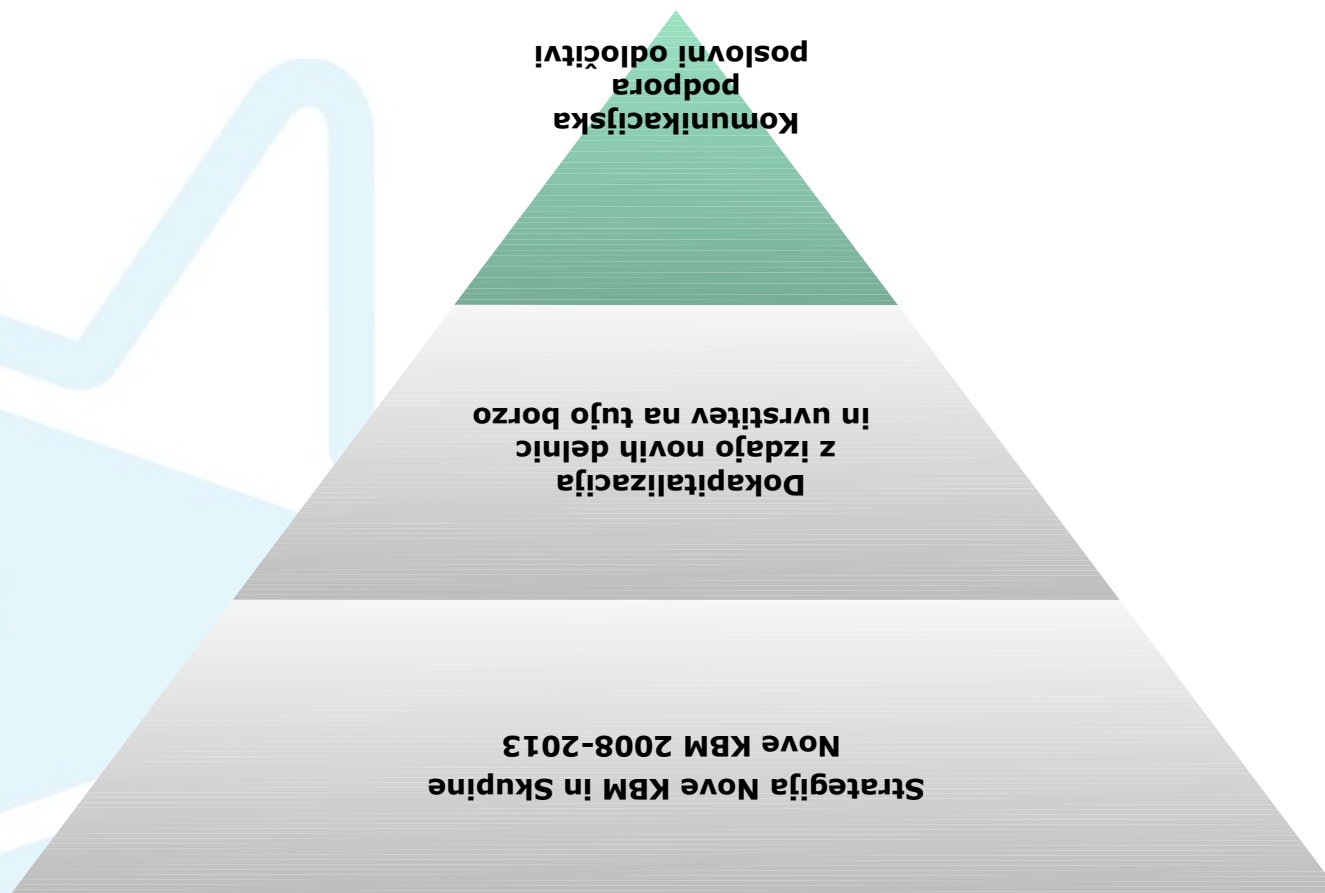 Komunikacijska
podpora
poslovni odločitvi
Dokapitalizacija
z izdajo novih delnic
in uvrstitev na tujo borzo
Strategija Nove KBM in Skupine
Nove KBM 2008-2013